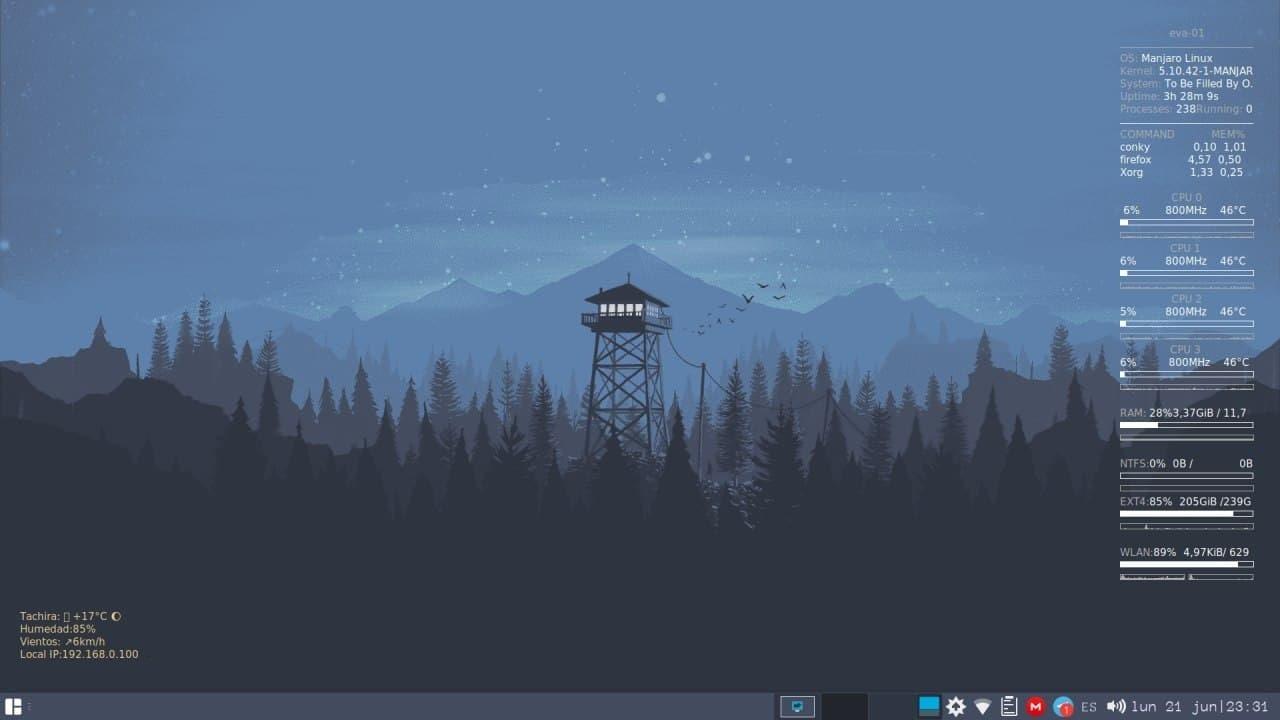 eva-01
OS: Manjaro Linux
Kernel: 5.10.42-1-MANJAR
System: To Be Filled By O.
Uptime: 3h 28m 9s
Processes: 238Running: 0
COMMAND MEM%
conky 0,10 1,01
firefox 4,57 0,50
Xorg 1,33 0,25
CPU 0
6% 800MHz 46°C
CPU 1
6% 800MHz 46°C
CPU 2
5% 800MHz 46°C
CPU 3
6% 800MHz 46°C
RAM: 28%3,37GiB / 11,7
NTFS:0% 0B / 0B
EXT4:85% 205GiB /239G
WLAN:89% 4,97KiB/ 629
Tachira: +17°C
Humedad:85%
Vientos: ↗6km/h
Local IP:192.168.0.100
M 1 ES lun 21 jun|23:31